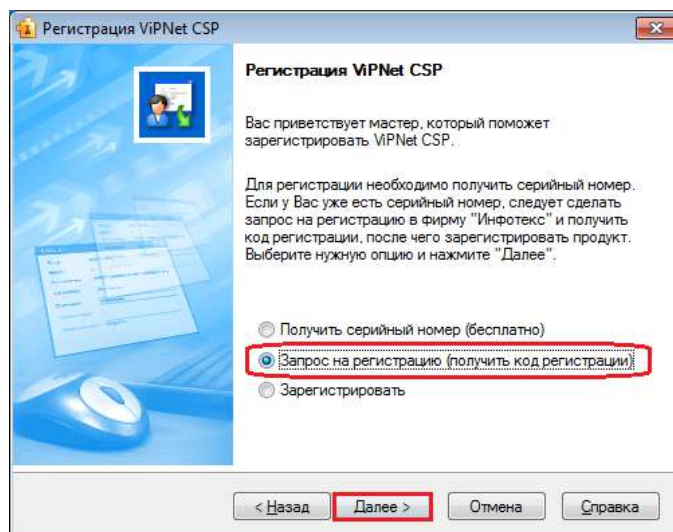 Регистрация ViPNet CSP
Регистрация ViPNet CSP
Вас приветствует мастер, который поможет
зарегистрировать ViPNet CSP.
Для регистрации необходимо получить серийный номер.
Если у Вас уже есть серийный номер, следует сделать
запрос на регистрацию в фирму "Инфотекс" и получить
код регистрации, после чего зарегистрировать продукт.
Выберите нужную опцию и нажмите "Далее".
Получить серийный номер (бесплатно)
Запрос на регистрацию (получить код регистрации)
Зарегистрировать
< Назад Далее > Отмена Справка